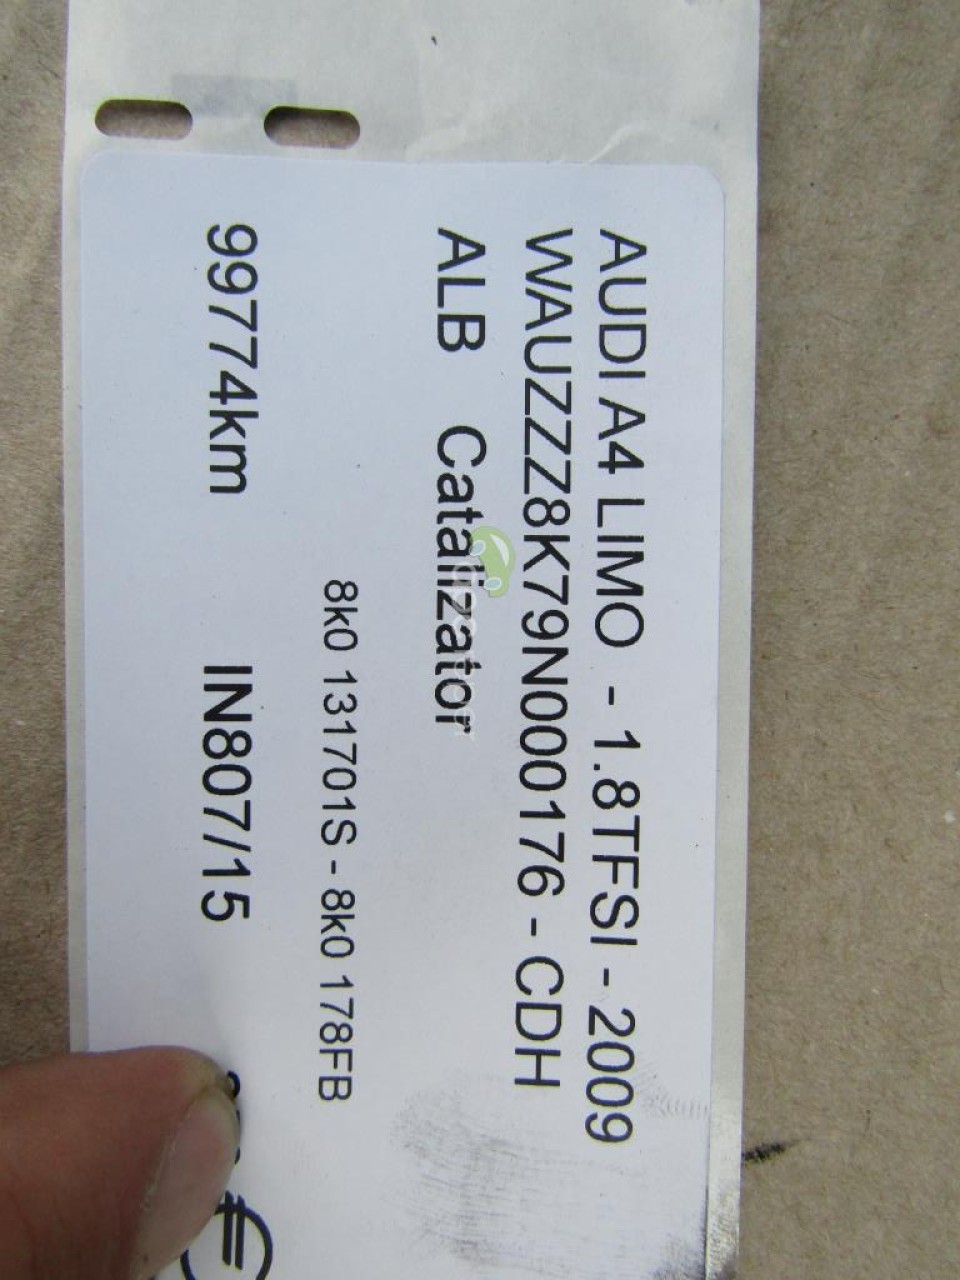 AUDI A4 LIMO - 1.8TFSI - 2009
WAUZZZ8K79N000176 - CDH
ALB Catalizator
8k0 131701S - 8k0 178FB
99774km IN807/15
€